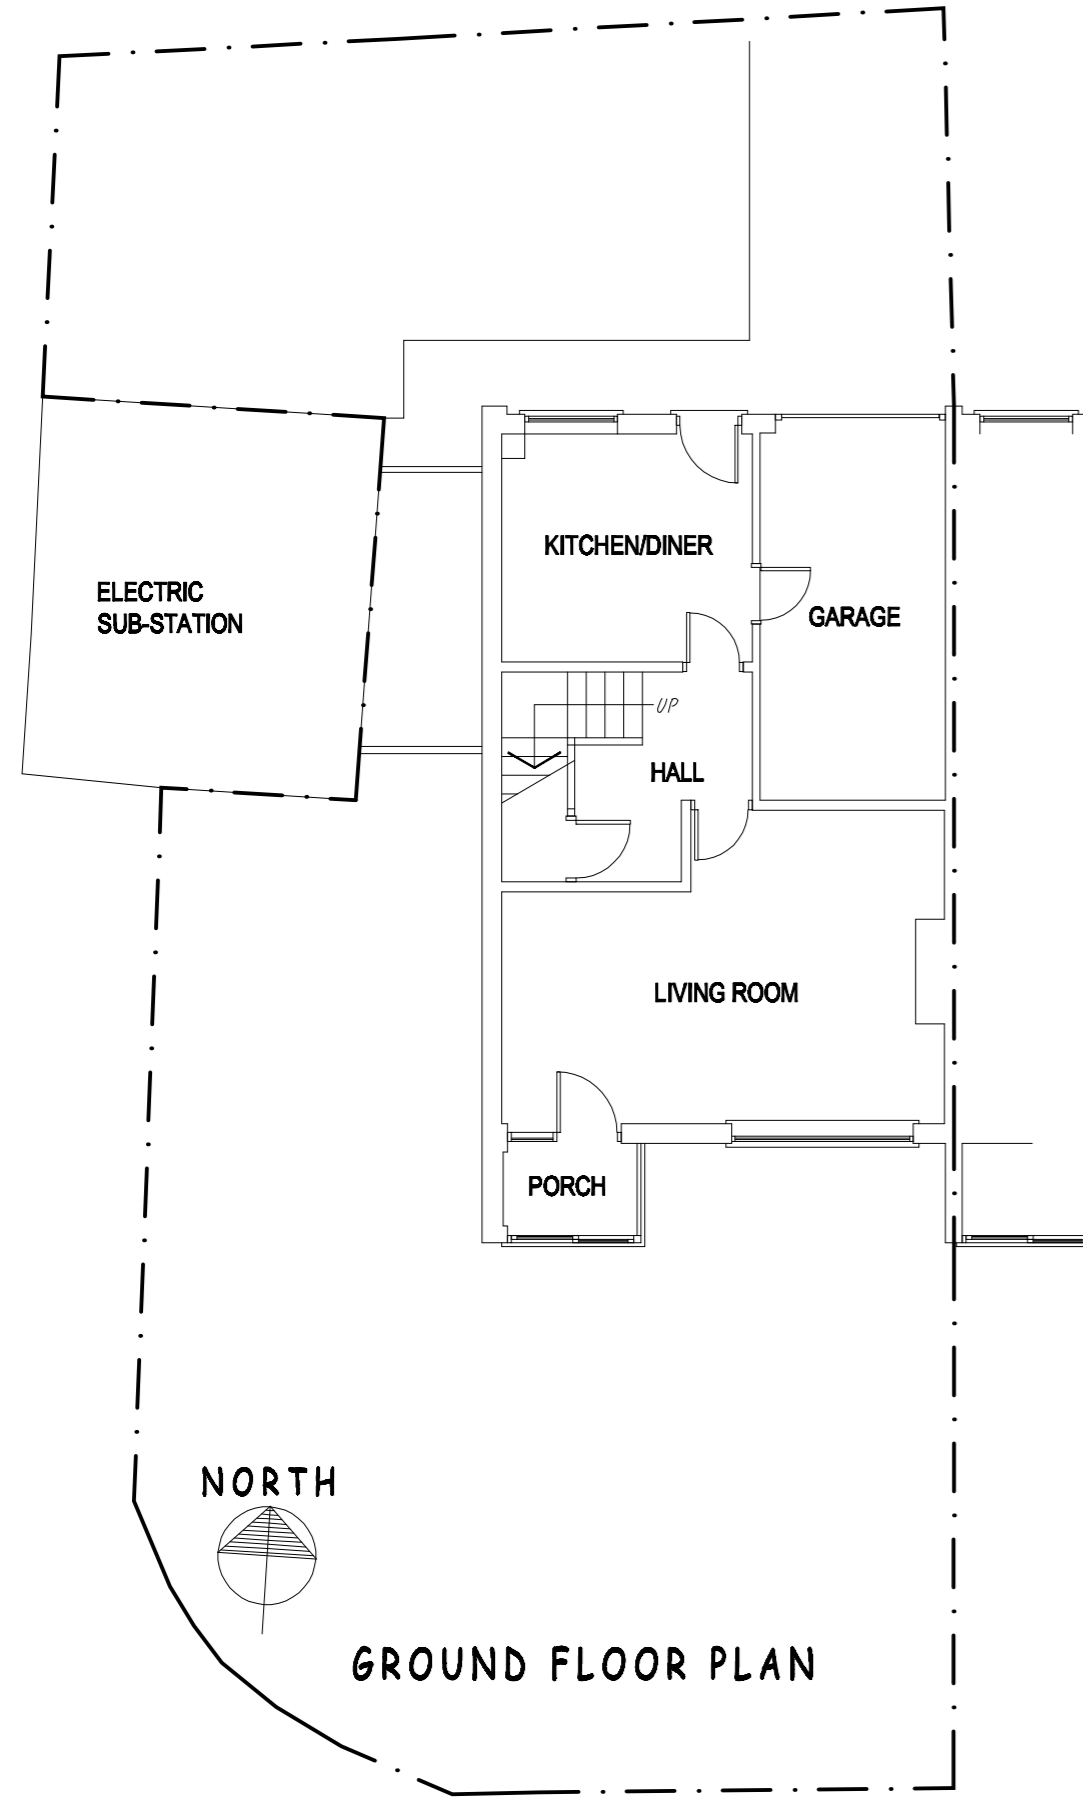 KITCHEN/DINER
ELECTRIC
SUB-STATION
GARAGE
UP
HALL
LIVING ROOM
PORCH
NORTH
GROUND FLOOR PLAN